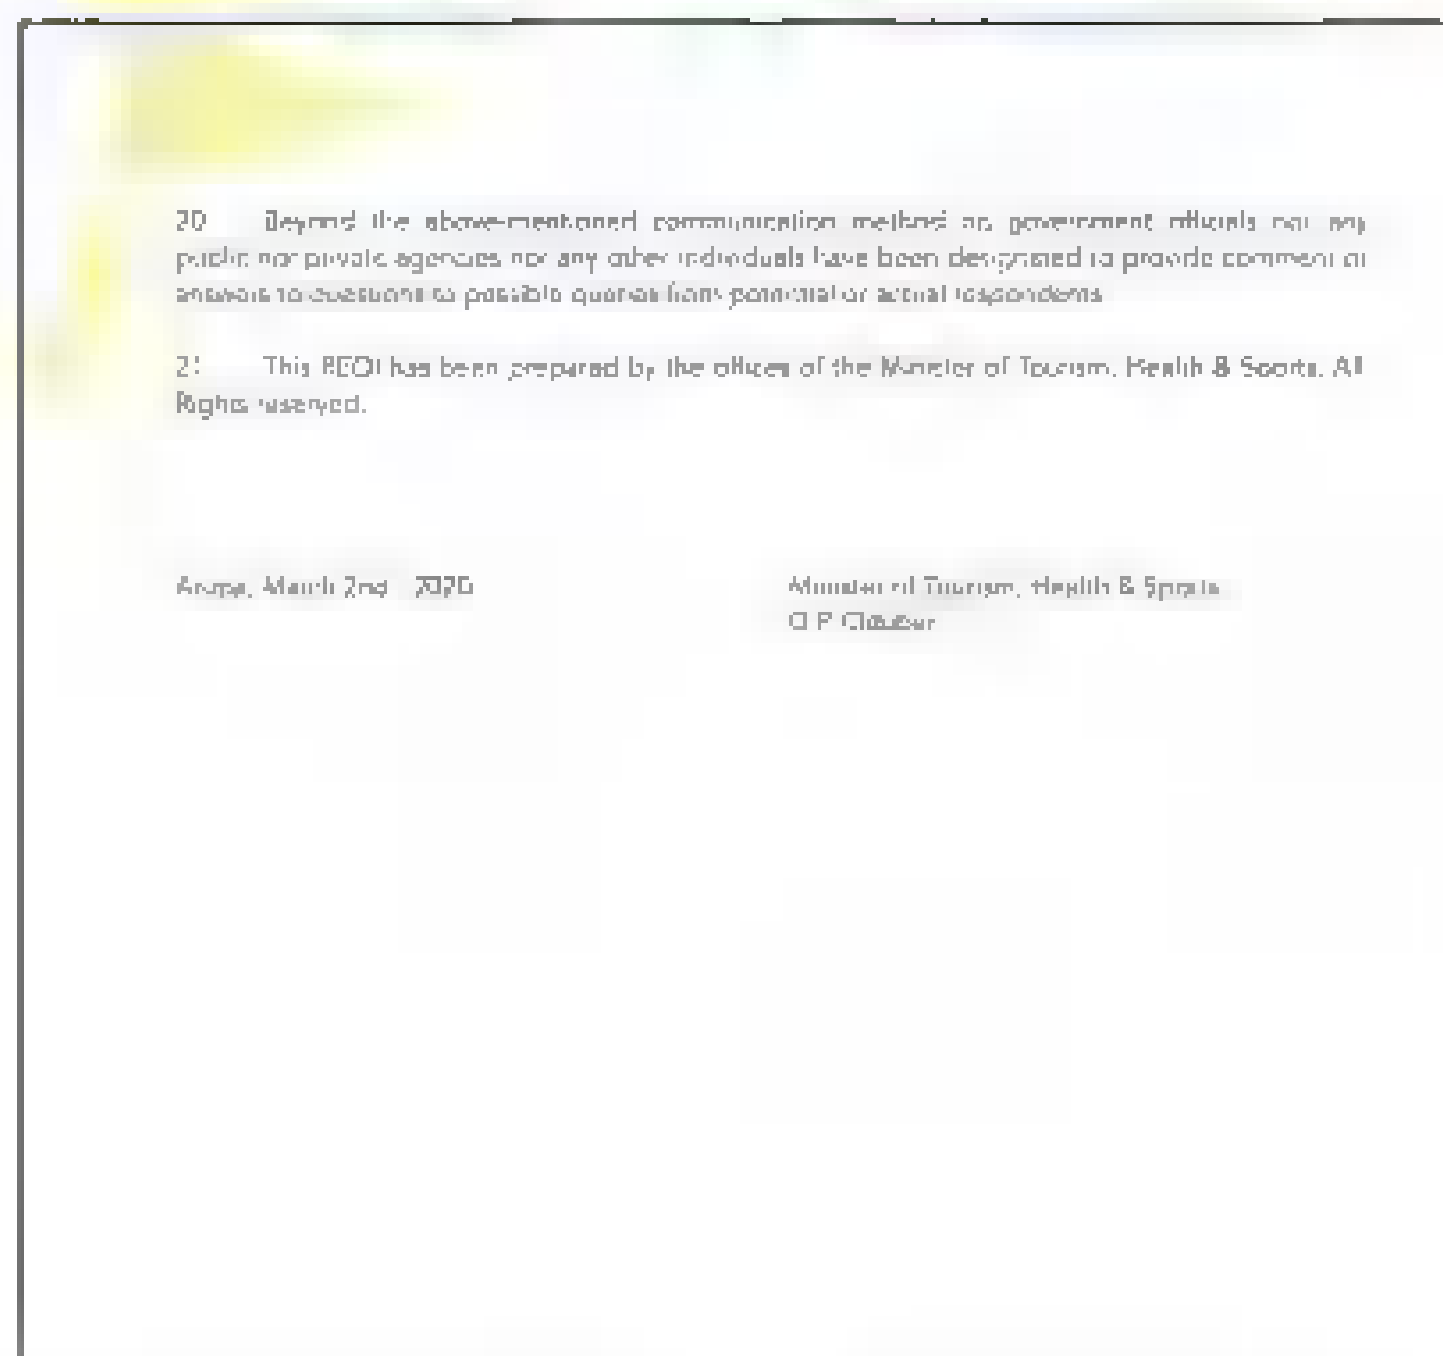 20 Beyond the above-mentioned communication method no government officials nor any
public nor private agencies nor any other individuals have been designated to provide comment or
answers to questions to possible queries from potential or actual respondents
21 This REOI has been prepared by the offices of the Minister of Tourism, Health & Sports. All
Rights reserved.
Aruba, March 2nd 2020
Minister of Tourism, Health & Sports